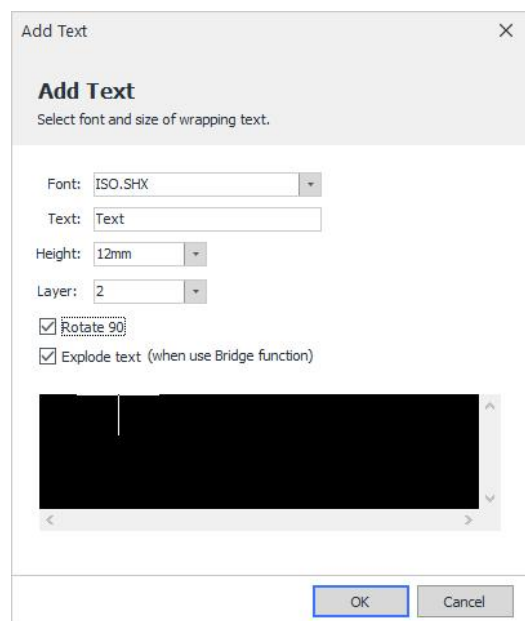 Add Text
Add Text
Select font and size of wrapping text.
Font: ISO.SHX
Text: Text
Height: 12mm
Layer: 2
Rotate 90
Explode text (when use Bridge function)
OK Cancel